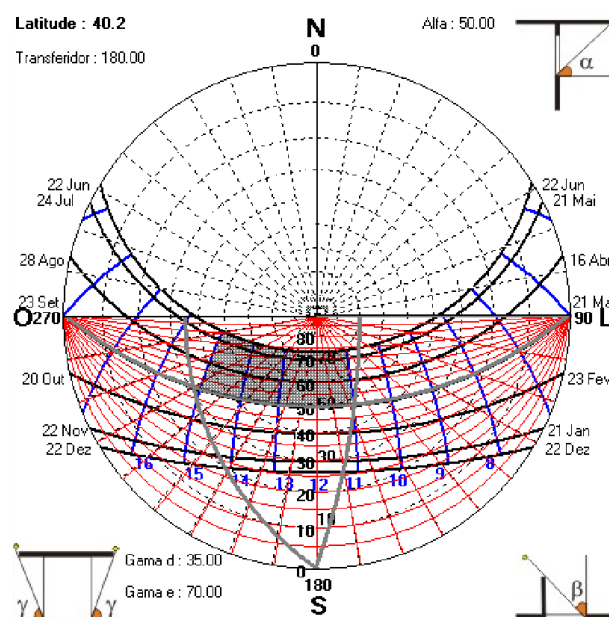 Latitude : 40.2
N
Alfa : 50.00
Transferidor : 180.00
0
α
22 Jun
22 Jun
24 Jul
21 Mai
28 Ago
16 Abr
23 Set
21 Ma
O 270
90 L
80
70
60
50
20 Out
23 Fev
40
22 Nov
21 Jan
30
22 Dez
22 Dez
16 15 14 13 12 11 10 9 8
20
10
0
180
S
Gama d : 35.00
Gama e : 70.00
γ γ
β